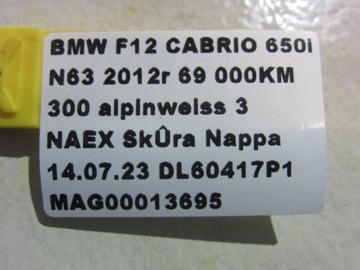 BMW F12 CABRIO 650i
N63 2012r 69 000KM
300 alpinweiss 3
NAEX SkÛra Nappa
14.07.23 DL60417P1
MAG00013695